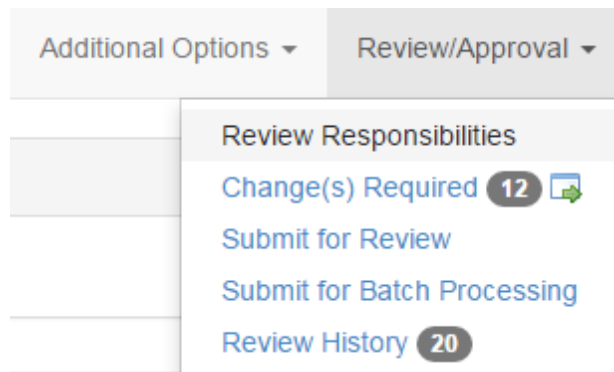 Additional Options Review/Approval
Review Responsibilities
Change(s) Required 12
Submit for Review
Submit for Batch Processing
Review History 20